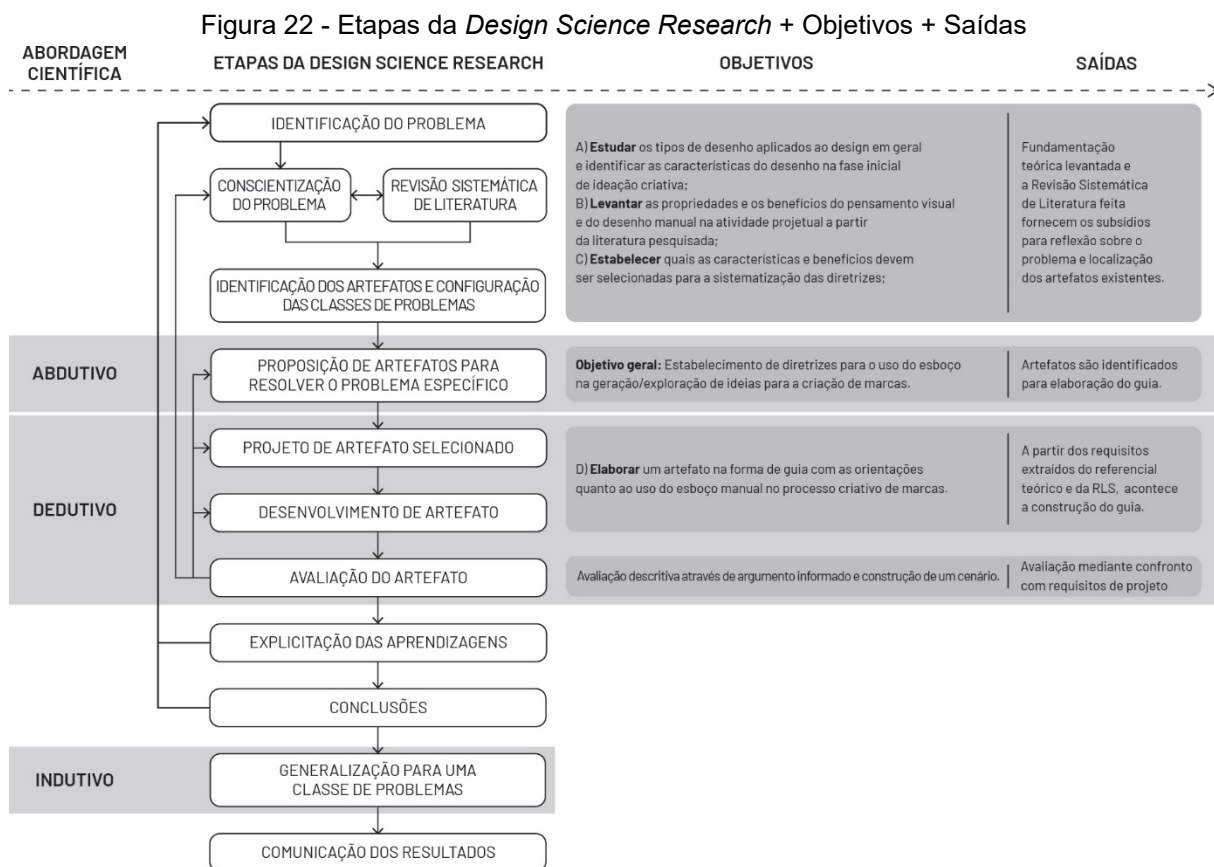 Figura 22 - Etapas da Design Science Research + Objetivos + Saídas
ABORDAGEM
CIENTÍFICA
ETAPAS DA DESIGN SCIENCE RESEARCH
OBJETIVOS
SAÍDAS
IDENTIFICAÇÃO DO PROBLEMA
CONSCIENTIZAÇÃO
DO PROBLEMA
REVISÃO SISTEMÁTICA
DE LITERATURA
IDENTIFICAÇÃO DOS ARTEFATOS E CONFIGURAÇÃO
DAS CLASSES DE PROBLEMAS
A) Estudar os tipos de desenho aplicados ao design em geral
e identificar as características do desenho na fase inicial
de ideação criativa;
B) Levantar as propriedades e os benefícios do pensamento visual
e do desenho manual na atividade projetual a partir
da literatura pesquisada;
C) Estabelecer quais as características e benefícios devem
ser selecionadas para a sistematização das diretrizes;
Fundamentação
teórica levantada e
a Revisão Sistemática
de Literatura feita
fornecem os subsídios
para reflexão sobre o
problema e localização
dos artefatos existentes.
ABDUTIVO
PROPOSIÇÃO DE ARTEFATOS PARA
RESOLVER O PROBLEMA ESPECÍFICO
Objetivo geral: Estabelecimento de diretrizes para o uso do esboço
na geração/exploração de ideias para a criação de marcas.
Artefatos são identificados
para elaboração do guia.
DEDUTIVO
PROJETO DE ARTEFATO SELECIONADO
DESENVOLVIMENTO DE ARTEFATO
D) Elaborar um artefato na forma de guia com as orientações
quanto ao uso do esboço manual no processo criativo de marcas.
A partir dos requisitos
extraídos do referencial
teórico e da RLS, acontece
a construção do guia.
AVALIAÇÃO DO ARTEFATO
Avaliação descritiva através de argumento informado e construção de um cenário.
Avaliação mediante confronto
com requisitos de projeto
EXPLICITAÇÃO DAS APRENDIZAGENS
CONCLUSÕES
INDUTIVO
GENERALIZAÇÃO PARA UMA
CLASSE DE PROBLEMAS
COMUNICAÇÃO DOS RESULTADOS